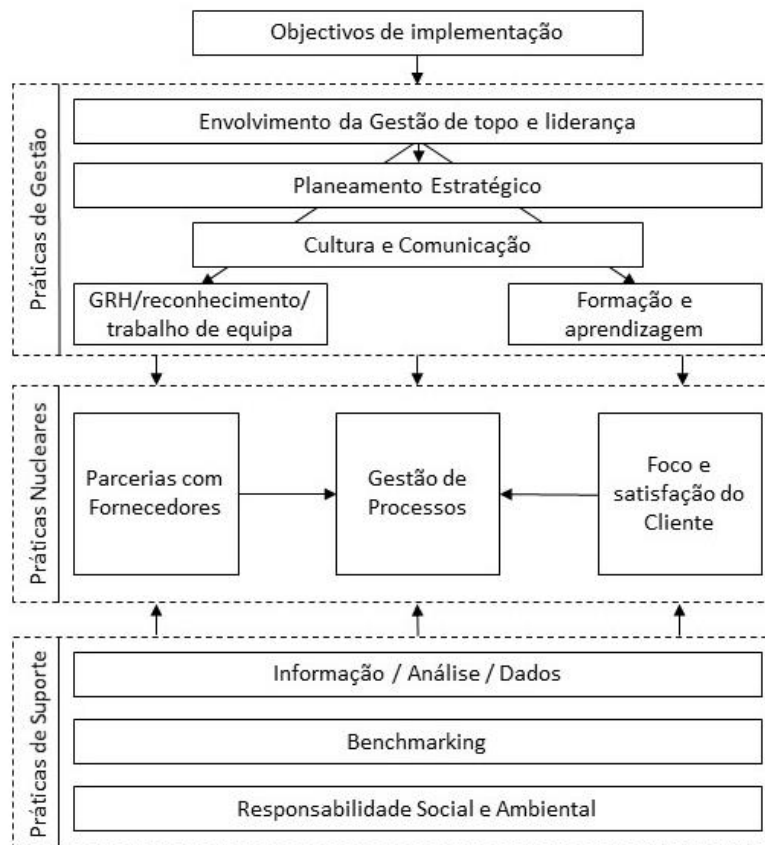 Objectivos de implementação
Práticas de Gestão
Envolvimento da Gestão de topo e liderança
Planeamento Estratégico
Cultura e Comunicação
GRH/reconhecimento/
trabalho de equipa
Formação e
aprendizagem
Práticas Nucleares
Parcerias com
Fornecedores
Gestão de
Processos
Foco e
satisfação do
Cliente
Práticas de Suporte
Informação / Análise / Dados
Benchmarking
Responsabilidade Social e Ambiental